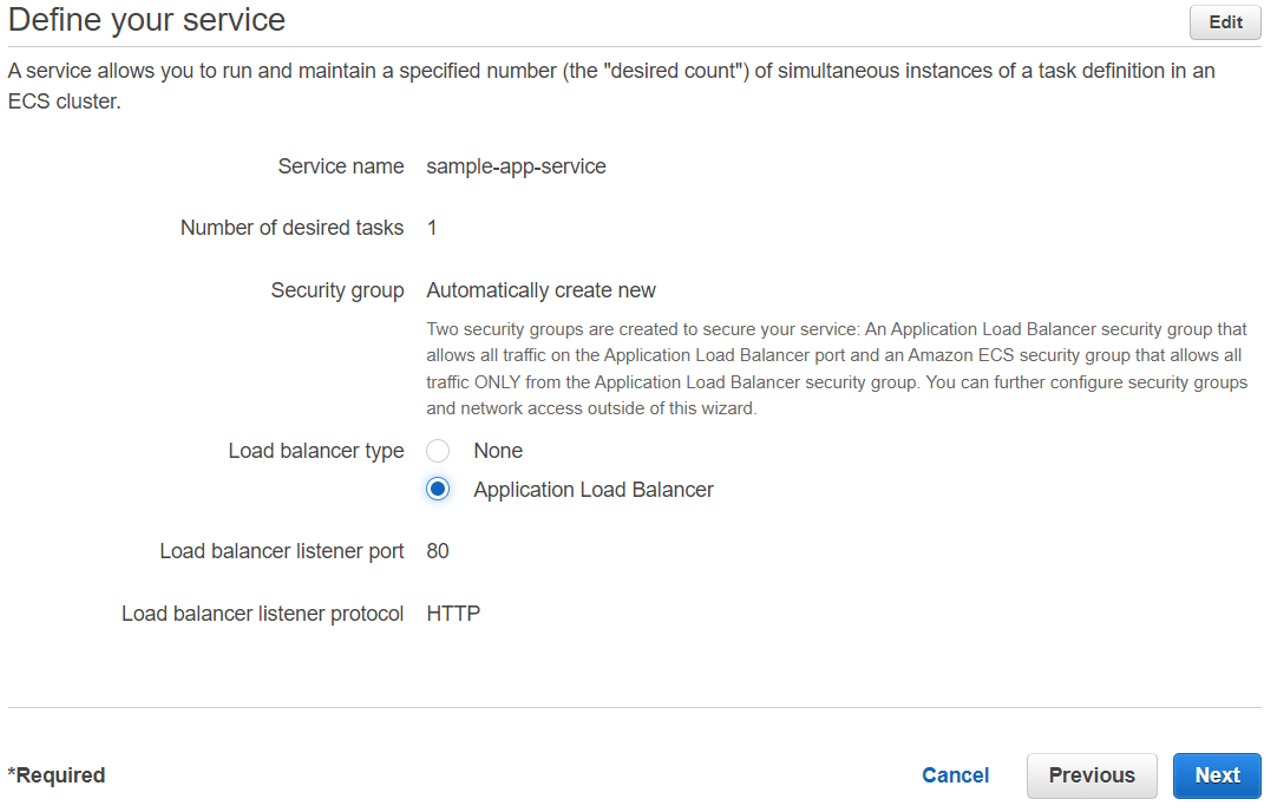 Define your service
Edit
A service allows you to run and maintain a specified number (the "desired count") of simultaneous instances of a task definition in an
ECS cluster.
Service name sample-app-service
Number of desired tasks 1
Security group Automatically create new
Two security groups are created to secure your service: An Application Load Balancer security group that
allows all traffic on the Application Load Balancer port and an Amazon ECS security group that allows all
traffic ONLY from the Application Load Balancer security group. You can further configure security groups
and network access outside of this wizard.
Load balancer type None
Application Load Balancer
Load balancer listener port 80
Load balancer listener protocol HTTP
*Required Cancel Previous Next